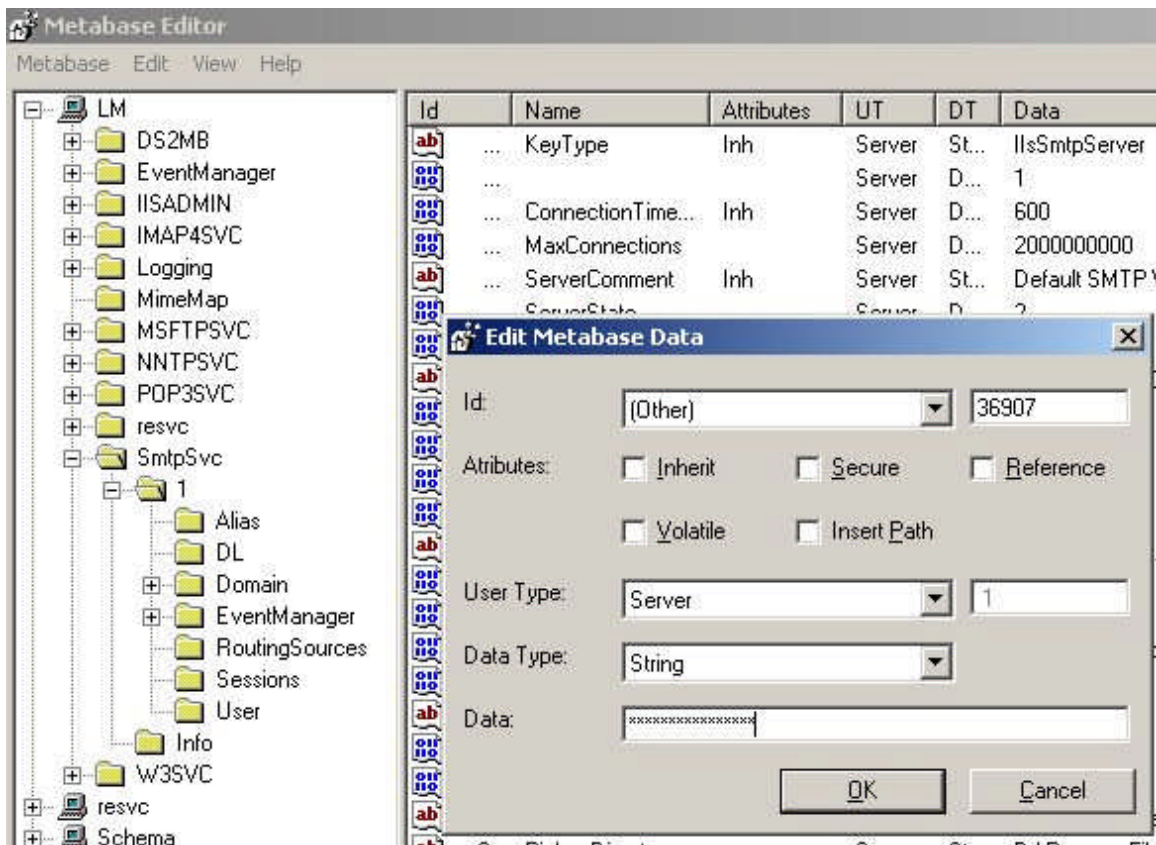 Metabase Editor
Metabase Edit View Help
LM
DS2MB
EventManager
IISADMIN
IMAP4SVC
Logging
MimeMap
MSFTPSVC
NNTPSVC
POP3SVC
resvc
SmtpSvc
1
Alias
DL
Domain
EventManager
RoutingSources
Sessions
User
Info
W3SVC
resvc
Schema
Id Name Attributes UT DT Data
... KeyType Inh Server St... IIsSmtpServer
... Server D... 1
... ConnectionTime... Inh Server D... 600
... MaxConnections Server D... 2000000000
... ServerComment Inh Server St... Default SMTP
ServerState Server D... 2
Edit Metabase Data
Id: (Other) 36907
Atributes: Inherit Secure Reference
Volatile Insert Path
User Type: Server 1
Data Type: String
Data: ****************
OK Cancel